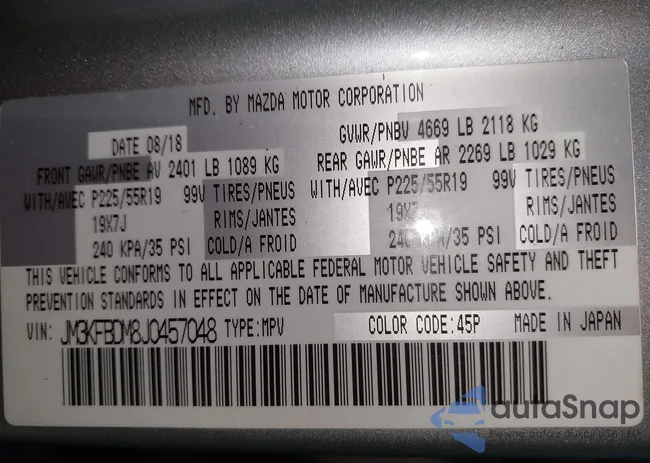 MFD. BY MAZDA MOTOR CORPORATION
DATE 08/18 GVWR/PNBV 4669 LB 2118 KG
FRONT GAWR/PNBE AV 2401 LB 1089 KG REAR GAWR/PNBE AR 2269 LB 1029 KG
WITH/AVEC P225/55R19 99V TIRES/PNEUS WITH/AVEC P225/55R19 99V TIRES/PNEUS
19X7J RIMS/JANTES 19X7J RIMS/JANTES
240 KPA/35 PSI COLD/A FROID 240 KPA/35 PSI COLD/A FROID
THIS VEHICLE CONFORMS TO ALL APPLICABLE FEDERAL MOTOR VEHICLE SAFETY AND THEFT
PREVENTION STANDARDS IN EFFECT ON THE DATE OF MANUFACTURE SHOWN ABOVE.
VIN: JM3KFBDM8J0457048 TYPE:MPV COLOR CODE:45P MADE IN JAPAN
autaSnap